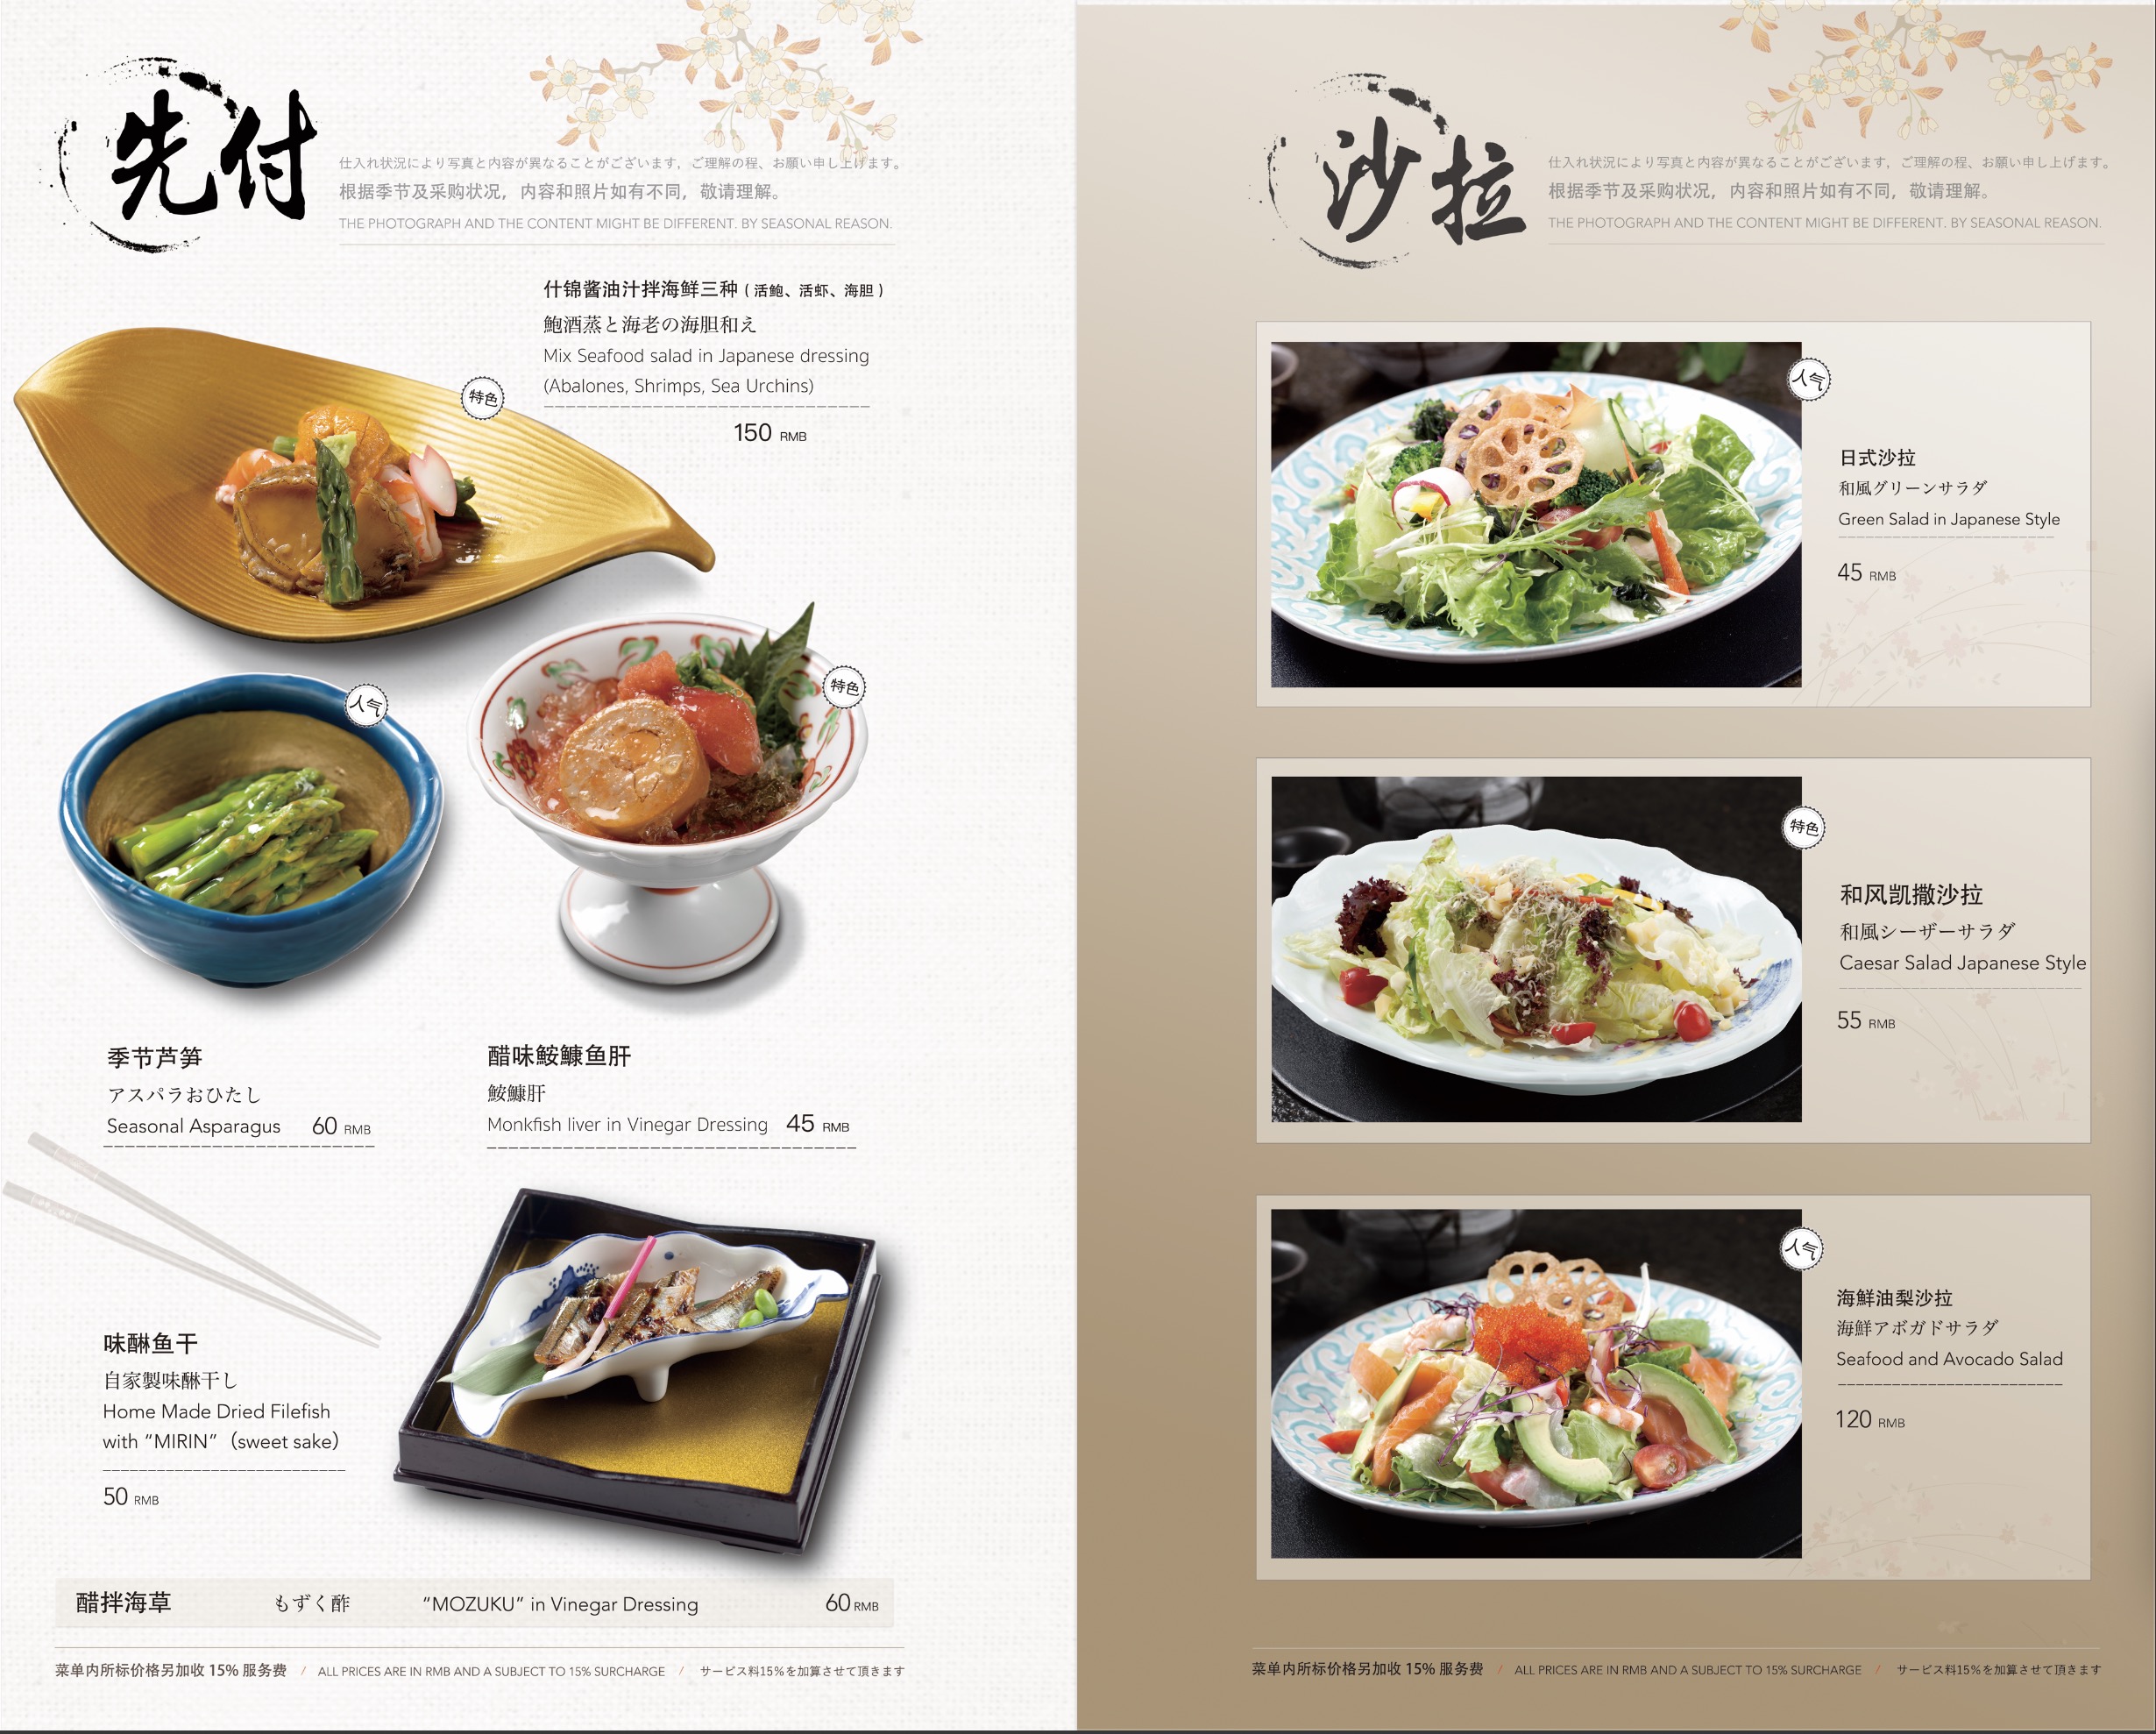 先付
仕入れ状況により写真と内容が異なることがございます，ご理解の程、お願い申し上げます。
根据季节及采购状况，内容和照片如有不同，敬请理解。
THE PHOTOGRAPH AND THE CONTENT MIGHT BE DIFFERENT. BY SEASONAL REASON.
什锦酱油汁拌海鲜三种 ( 活鲍、活虾、海胆 )
鮑酒蒸と海老の海胆和え
Mix Seafood salad in Japanese dressing
(Abalones, Shrimps, Sea Urchins)
150 RMB
特色
人气
特色
季节芦笋
アスパラおひたし
Seasonal Asparagus 60 RMB
醋味鮟鱇鱼肝
鮟鱇肝
Monkfish liver in Vinegar Dressing 45 RMB
味醂鱼干
自家製味醂干し
Home Made Dried Filefish
with “MIRIN”（sweet sake）
50 RMB
醋拌海草 もずく酢 “MOZUKU” in Vinegar Dressing 60 RMB
菜单内所标价格另加收 15% 服务费 / ALL PRICES ARE IN RMB AND A SUBJECT TO 15% SURCHARGE / サービス料15%を加算させて頂きます
沙拉
仕入れ状況により写真と内容が異なることがございます，ご理解の程、お願い申し上げます。
根据季节及采购状况，内容和照片如有不同，敬请理解。
THE PHOTOGRAPH AND THE CONTENT MIGHT BE DIFFERENT. BY SEASONAL REASON.
人气
日式沙拉
和風グリーンサラダ
Green Salad in Japanese Style
45 RMB
特色
和风凯撒沙拉
和風シーザーサラダ
Caesar Salad Japanese Style
55 RMB
人气
海鲜油梨沙拉
海鮮アボガドサラダ
Seafood and Avocado Salad
120 RMB
菜单内所标价格另加收 15% 服务费 / ALL PRICES ARE IN RMB AND A SUBJECT TO 15% SURCHARGE / サービス料15%を加算させて頂きます